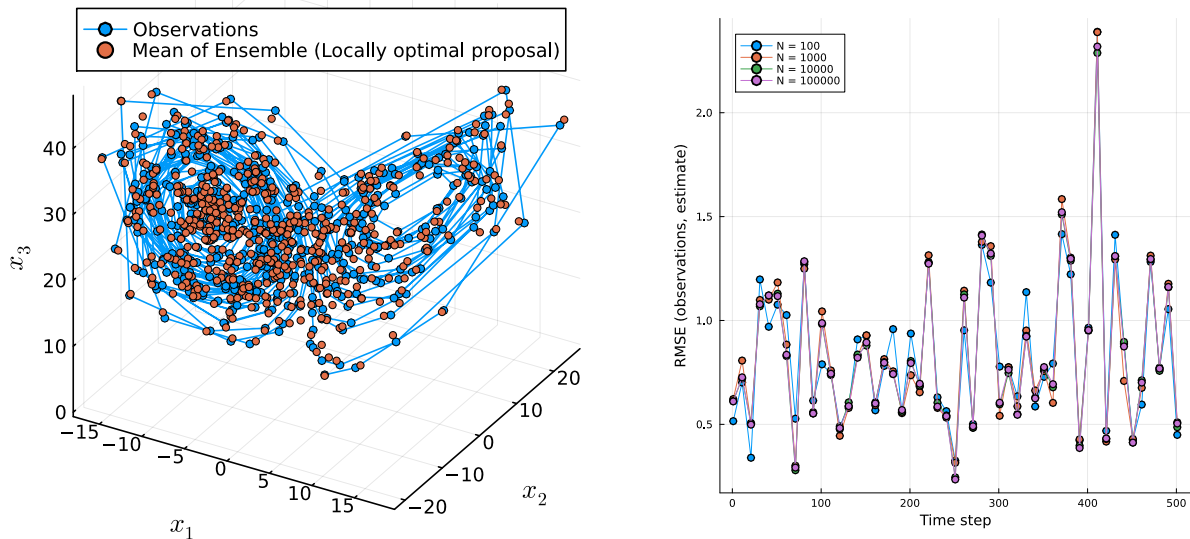 Observations
Mean of Ensemble (Locally optimal proposal)
x₃
40
30
20
10
0
−15
−10
−5
0
5
10
15
x₁
−20
−10
0
10
20
x₂
N = 100
N = 1000
N = 10000
N = 100000
RMSE (observations, estimate)
2.0
1.5
1.0
0.5
0
100
200
300
400
500
Time step